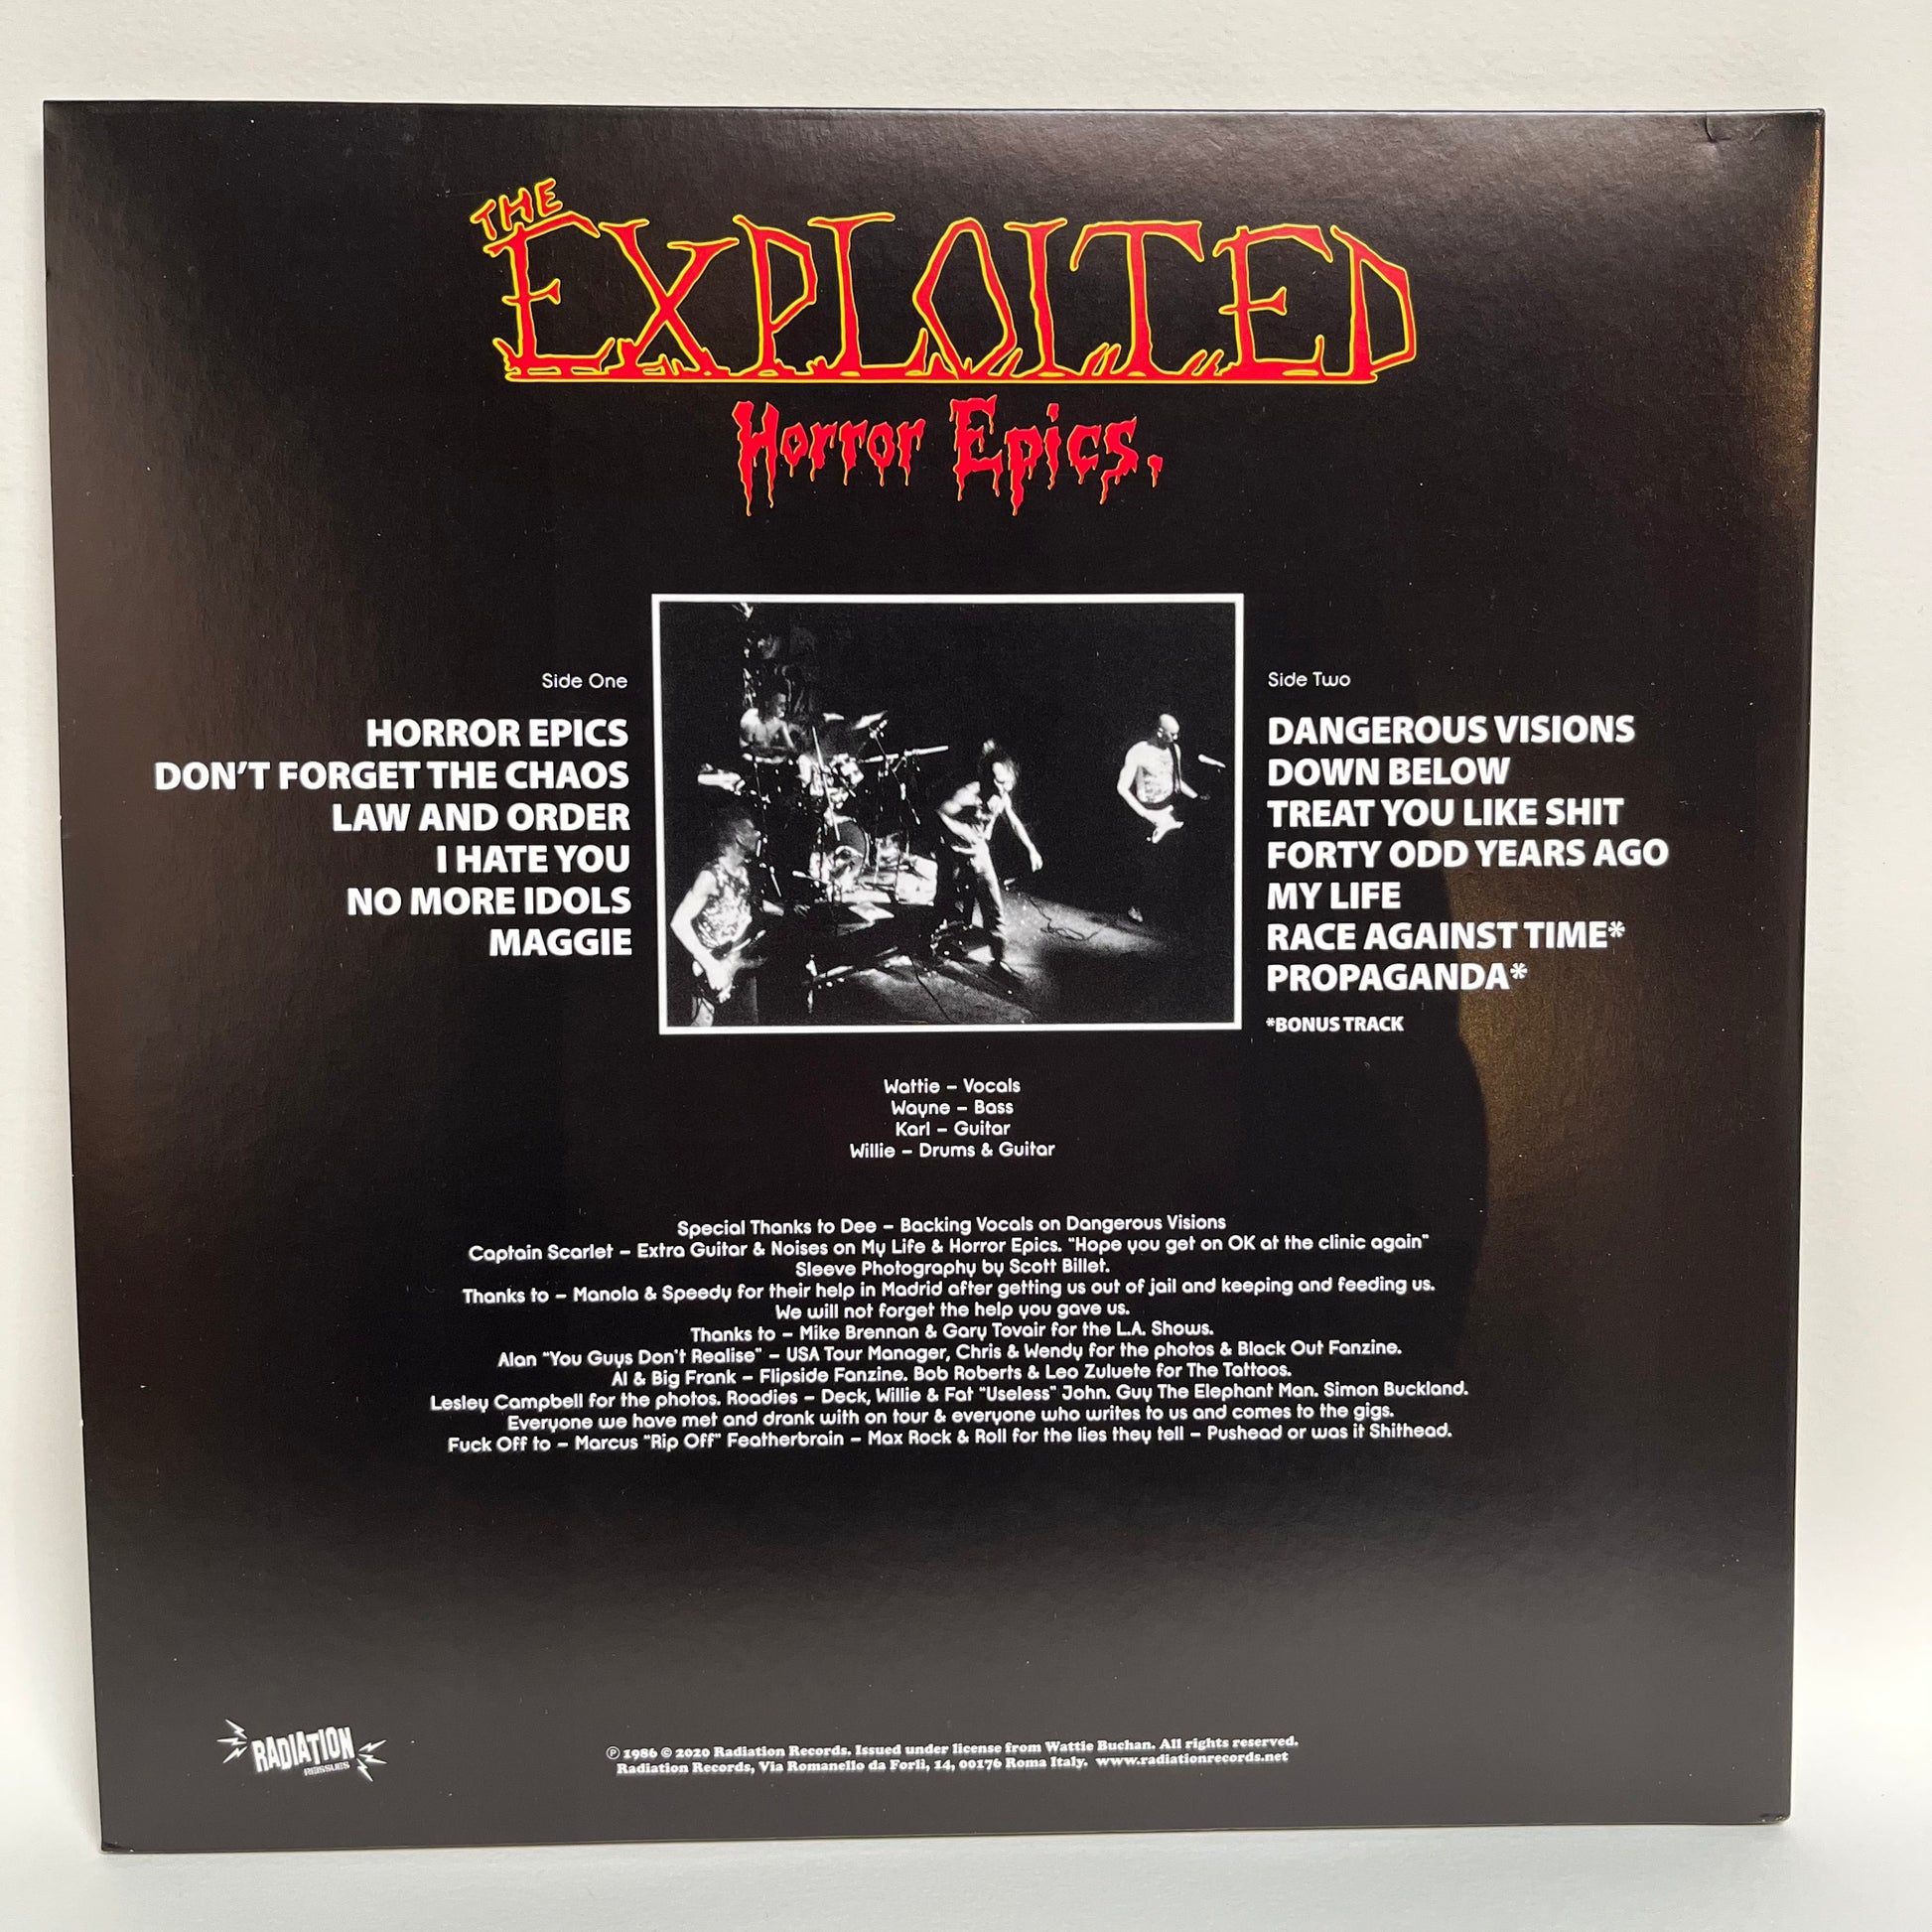 THE
EXPLOITED
Horror Epics.
Side One
HORROR EPICS
DON'T FORGET THE CHAOS
LAW AND ORDER
I HATE YOU
NO MORE IDOLS
MAGGIE
Side Two
DANGEROUS VISIONS
DOWN BELOW
TREAT YOU LIKE SHIT
FORTY ODD YEARS AGO
MY LIFE
RACE AGAINST TIME*
PROPAGANDA*
*BONUS TRACK
Wattie – Vocals
Wayne – Bass
Karl – Guitar
Willie – Drums & Guitar
Special Thanks to Dee – Backing Vocals on Dangerous Visions
Captain Scarlet – Extra Guitar & Noises on My Life & Horror Epics. "Hope you get on OK at the clinic again"
Sleeve Photography by Scott Billet.
Thanks to – Manola & Speedy for their help in Madrid after getting us out of jail and keeping and feeding us.
We will not forget the help you gave us.
Thanks to – Mike Brennan & Gary Tovair for the L.A. Shows.
Alan "You Guys Don't Realise" – USA Tour Manager, Chris & Wendy for the photos & Black Out Fanzine.
Al & Big Frank – Flipside Fanzine. Bob Roberts & Leo Zuluete for The Tattoos.
Lesley Campbell for the photos. Roadies – Deck, Willie & Fat "Useless" John. Guy The Elephant Man. Simon Buckland.
Everyone we have met and drank with on tour & everyone who writes to us and comes to the gigs.
Fuck Off to – Marcus "Rip Off" Featherbrain – Max Rock & Roll for the lies they tell – Pushead or was it Shithead.
RADIATION
REISSUES
℗ 1986 © 2020 Radiation Records. Issued under license from Wattie Buchan. All rights reserved.
Radiation Records, Via Romanello da Forlì, 14, 00176 Roma Italy. www.radiationrecords.net